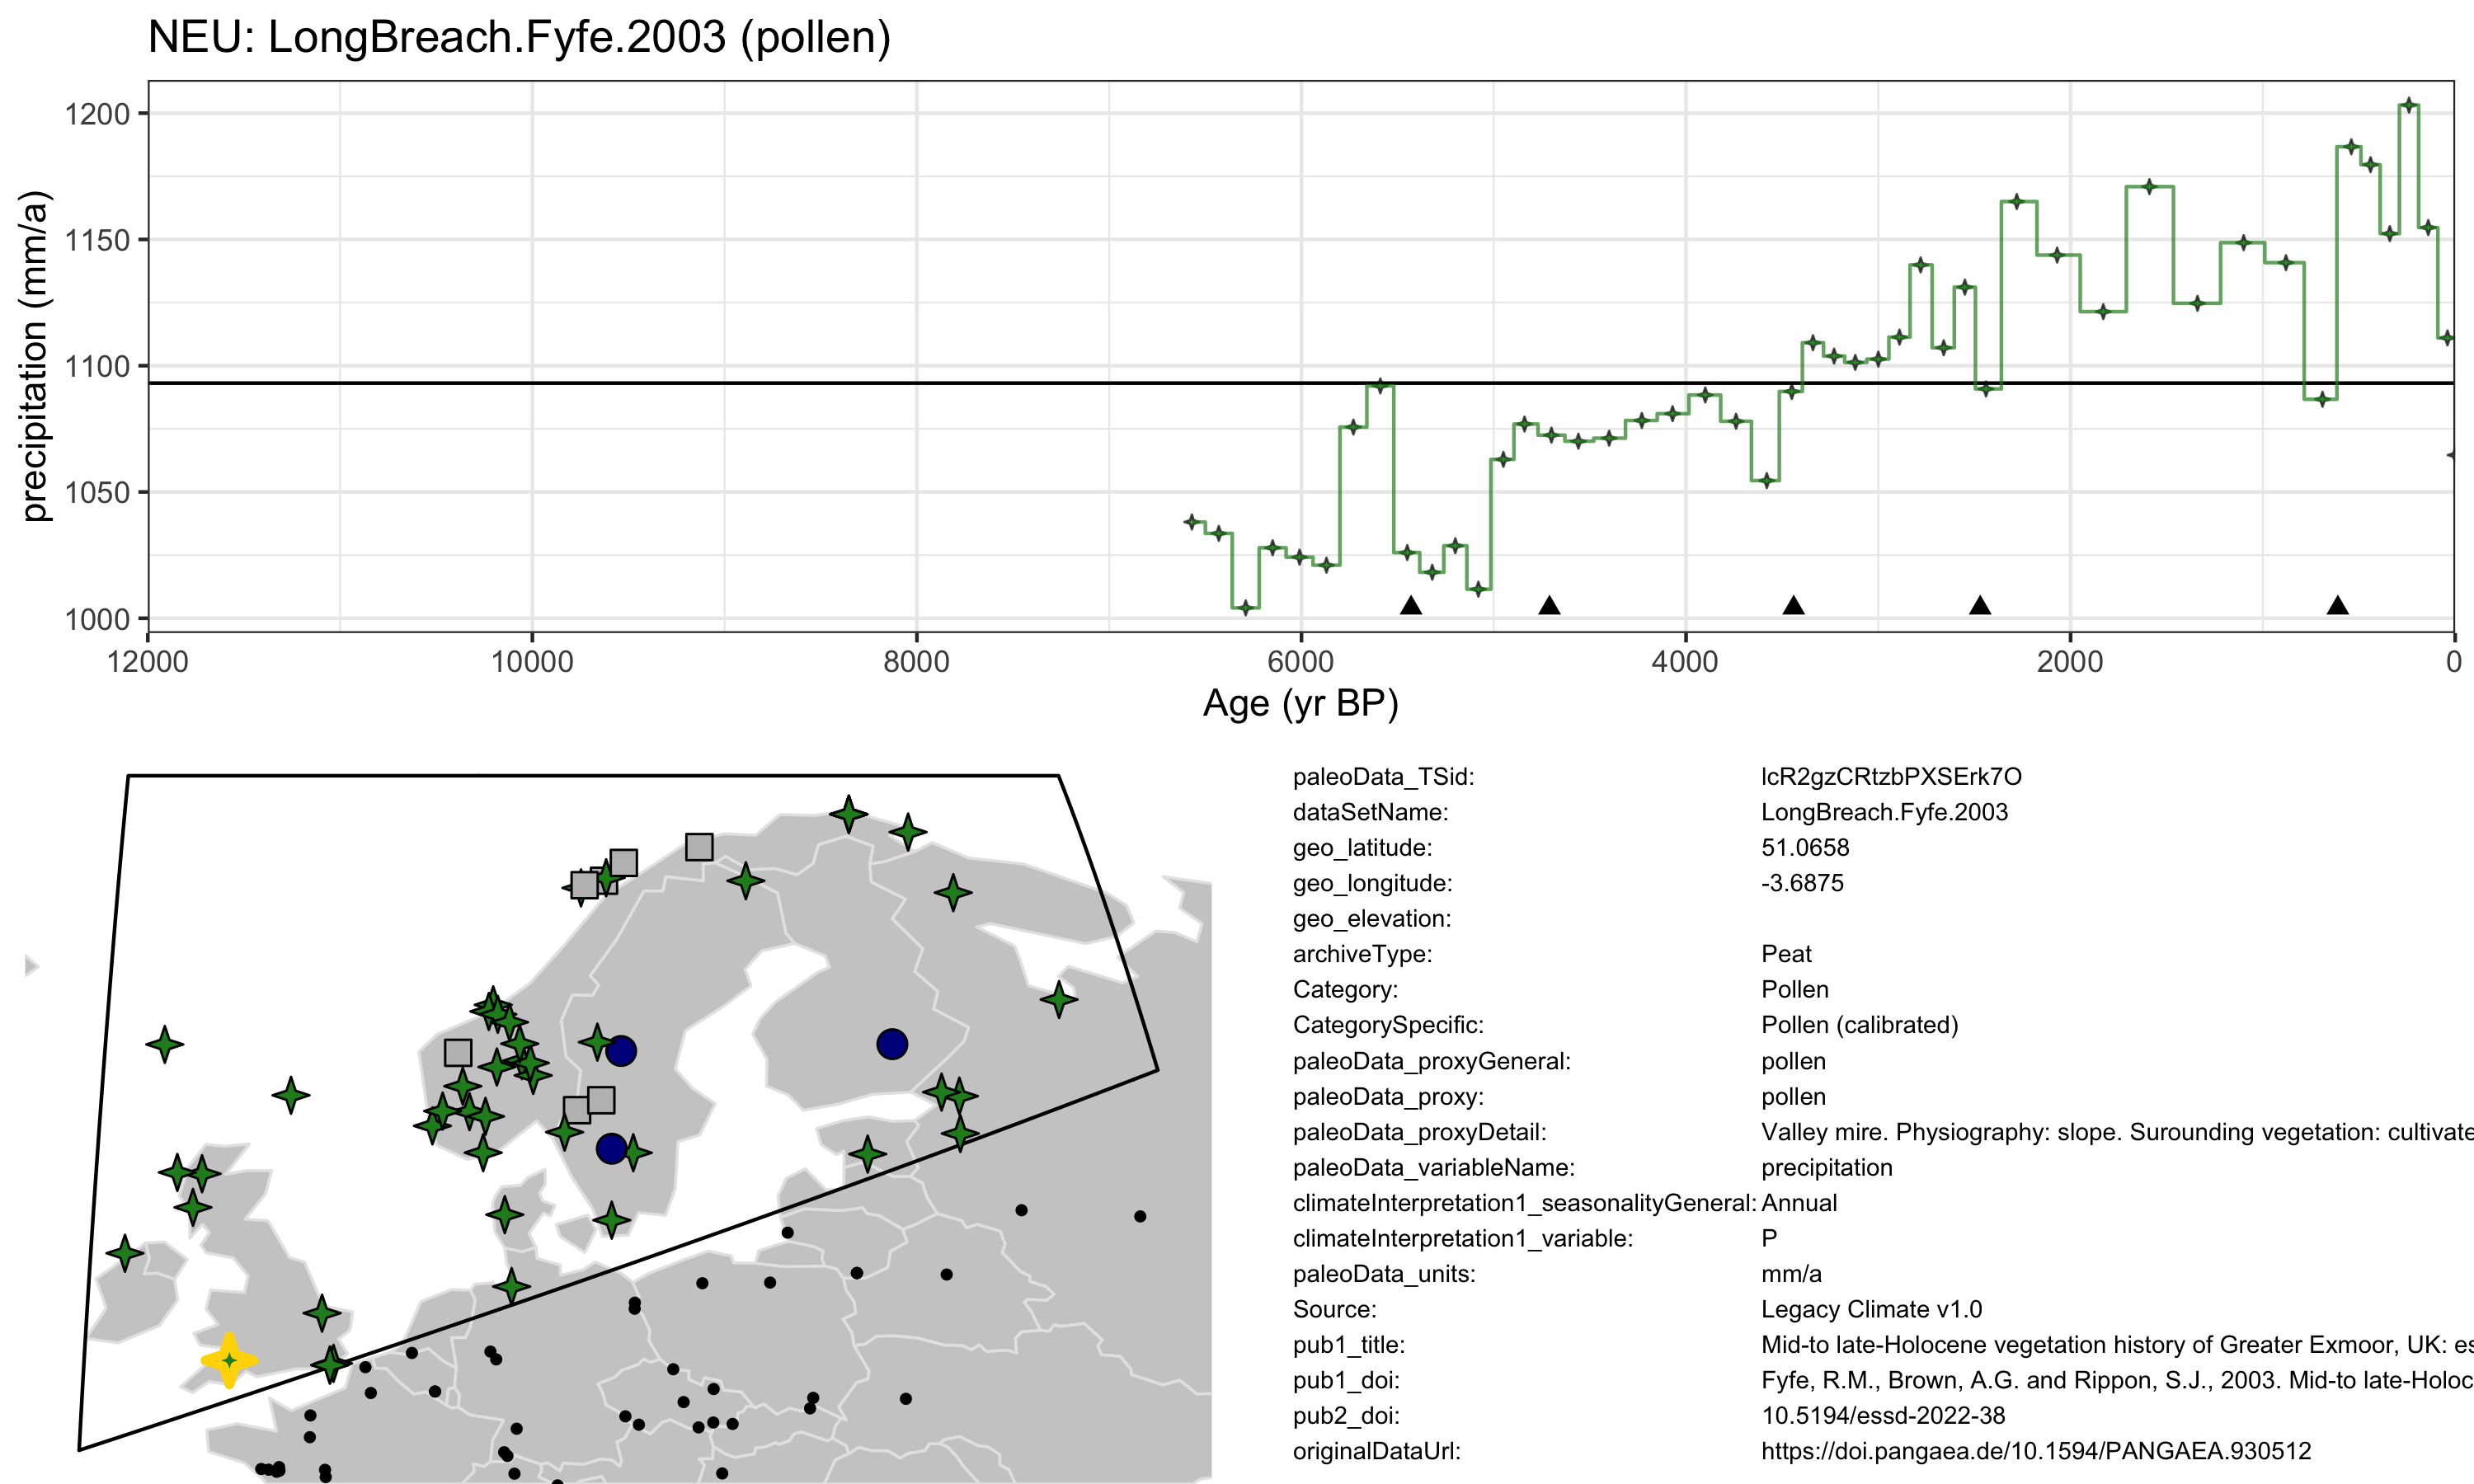 NEU: LongBreach.Fyfe.2003 (pollen)
precipitation (mm/a)
1200
1150
1100
1050
1000
12000 10000 8000 6000 4000 2000 0
Age (yr BP)
paleoData_TSid: lcR2gzCRtzbPXSErk7O
dataSetName: LongBreach.Fyfe.2003
geo_latitude: 51.0658
geo_longitude: -3.6875
geo_elevation:
archiveType: Peat
Category: Pollen
CategorySpecific: Pollen (calibrated)
paleoData_proxyGeneral: pollen
paleoData_proxy: pollen
paleoData_proxyDetail: Valley mire. Physiography: slope. Surounding vegetation: cultivate
paleoData_variableName: precipitation
climateInterpretation1_seasonalityGeneral: Annual
climateInterpretation1_variable: P
paleoData_units: mm/a
Source: Legacy Climate v1.0
pub1_title: Mid-to late-Holocene vegetation history of Greater Exmoor, UK: es
pub1_doi: Fyfe, R.M., Brown, A.G. and Rippon, S.J., 2003. Mid-to late-Holoc
pub2_doi: 10.5194/essd-2022-38
originalDataUrl: https://doi.pangaea.de/10.1594/PANGAEA.930512